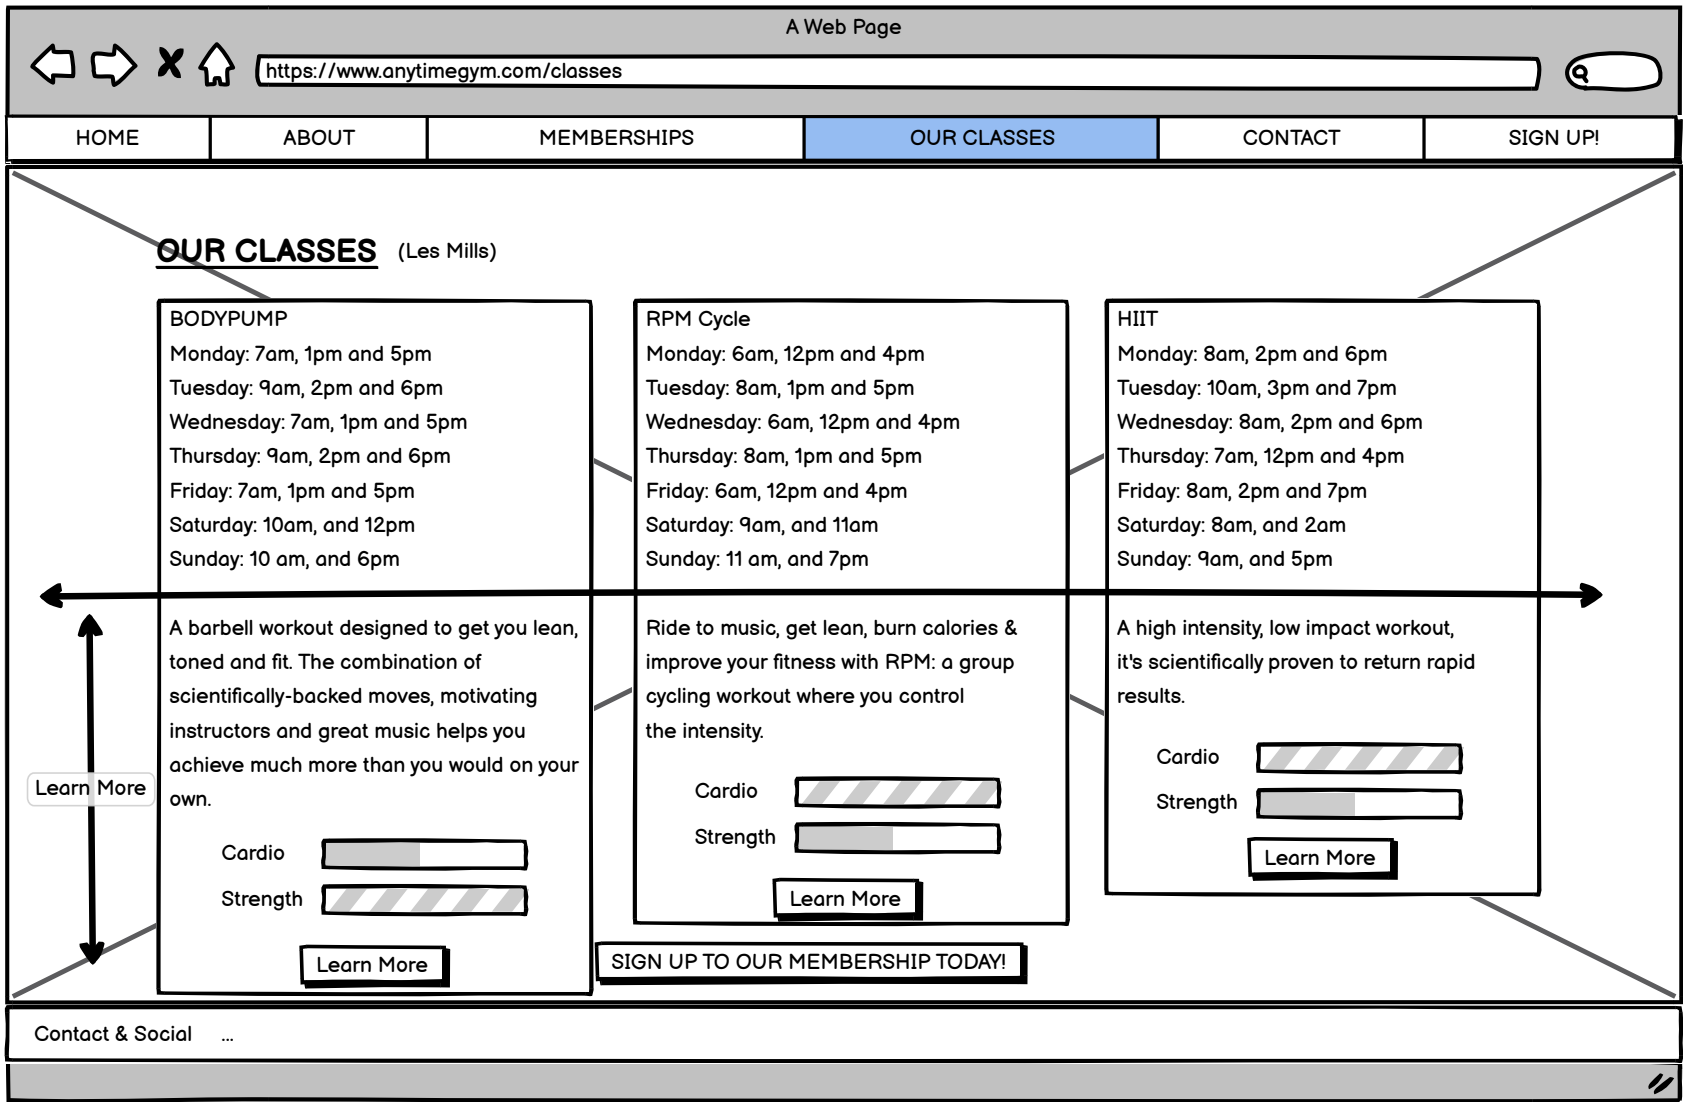 A Web Page
https://www.anytimegym.com/classes
HOME
ABOUT
MEMBERSHIPS
OUR CLASSES
CONTACT
SIGN UP!
OUR CLASSES (Les Mills)
BODYPUMP
Monday: 7am, 1pm and 5pm
Tuesday: 9am, 2pm and 6pm
Wednesday: 7am, 1pm and 5pm
Thursday: 9am, 2pm and 6pm
Friday: 7am, 1pm and 5pm
Saturday: 10am, and 12pm
Sunday: 10 am, and 6pm
A barbell workout designed to get you lean,
toned and fit. The combination of
scientifically-backed moves, motivating
instructors and great music helps you
achieve much more than you would on your
own.
Cardio
Strength
Learn More
RPM Cycle
Monday: 6am, 12pm and 4pm
Tuesday: 8am, 1pm and 5pm
Wednesday: 6am, 12pm and 4pm
Thursday: 8am, 1pm and 5pm
Friday: 6am, 12pm and 4pm
Saturday: 9am, and 11am
Sunday: 11 am, and 7pm
Ride to music, get lean, burn calories &
improve your fitness with RPM: a group
cycling workout where you control
the intensity.
Cardio
Strength
Learn More
HIIT
Monday: 8am, 2pm and 6pm
Tuesday: 10am, 3pm and 7pm
Wednesday: 8am, 2pm and 6pm
Thursday: 7am, 12pm and 4pm
Friday: 8am, 2pm and 7pm
Saturday: 8am, and 2am
Sunday: 9am, and 5pm
A high intensity, low impact workout,
it's scientifically proven to return rapid
results.
Cardio
Strength
Learn More
Learn More
SIGN UP TO OUR MEMBERSHIP TODAY!
Contact & Social ...